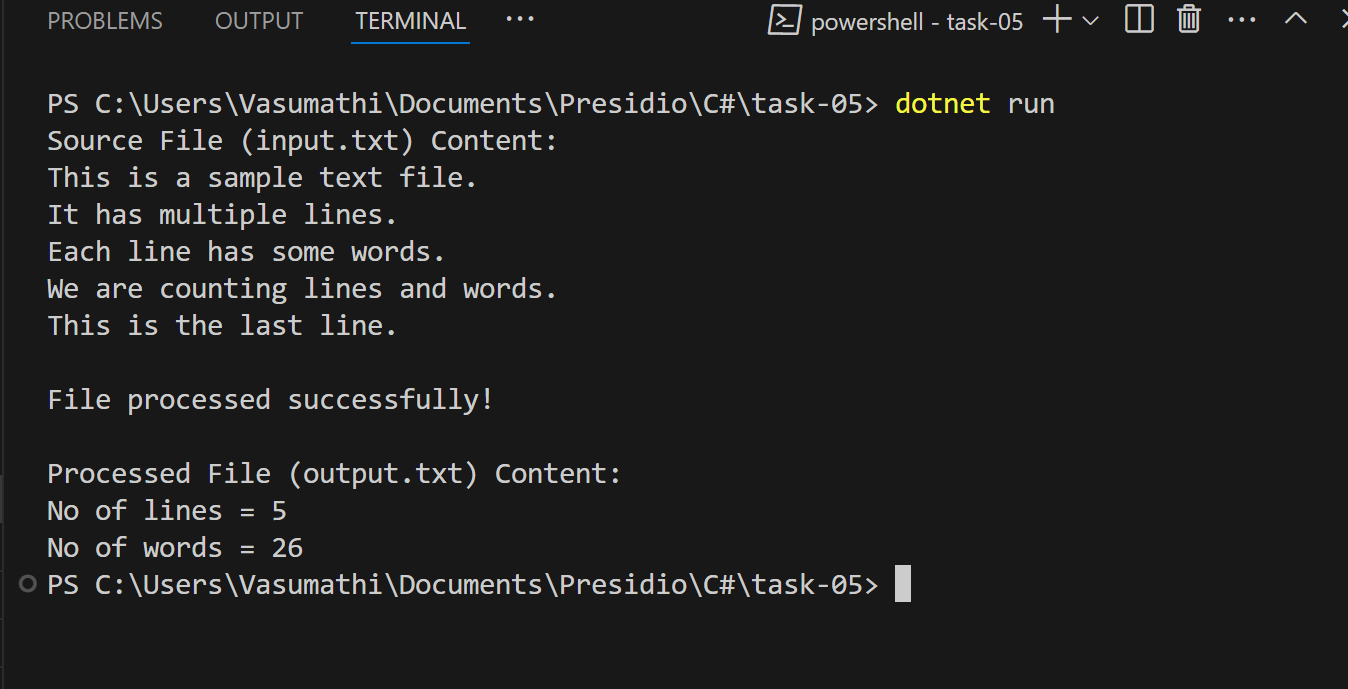 PROBLEMS OUTPUT TERMINAL ... powershell - task-05
PS C:\Users\Vasumathi\Documents\Presidio\C#\task-05> dotnet run
Source File (input.txt) Content:
This is a sample text file.
It has multiple lines.
Each line has some words.
We are counting lines and words.
This is the last line.
File processed successfully!
Processed File (output.txt) Content:
No of lines = 5
No of words = 26
PS C:\Users\Vasumathi\Documents\Presidio\C#\task-05>